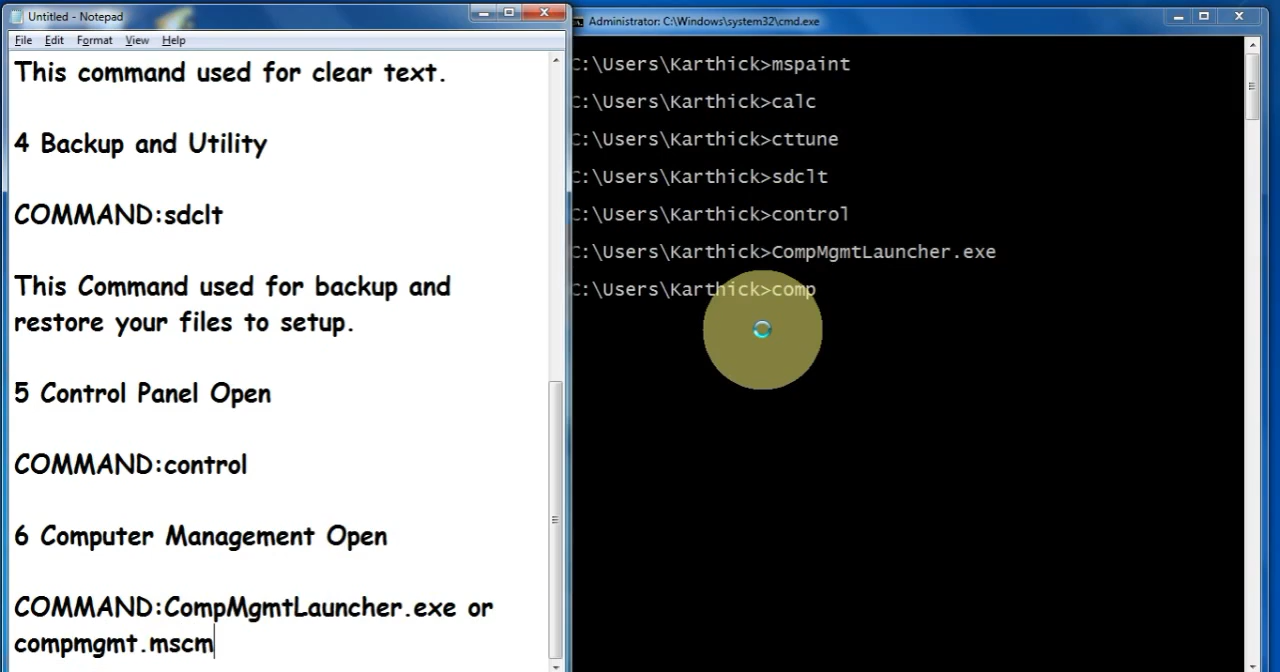 Untitled - Notepad
File Edit Format View Help
This command used for clear text.
4 Backup and Utility
COMMAND:sdclt
This Command used for backup and
restore your files to setup.
5 Control Panel Open
COMMAND:control
6 Computer Management Open
COMMAND:CompMgmtLauncher.exe or
compmgmt.mscm
Administrator: C:\Windows\system32\cmd.exe
C:\Users\Karthick>mspaint
C:\Users\Karthick>calc
C:\Users\Karthick>cttune
C:\Users\Karthick>sdclt
C:\Users\Karthick>control
C:\Users\Karthick>CompMgmtLauncher.exe
C:\Users\Karthick>comp